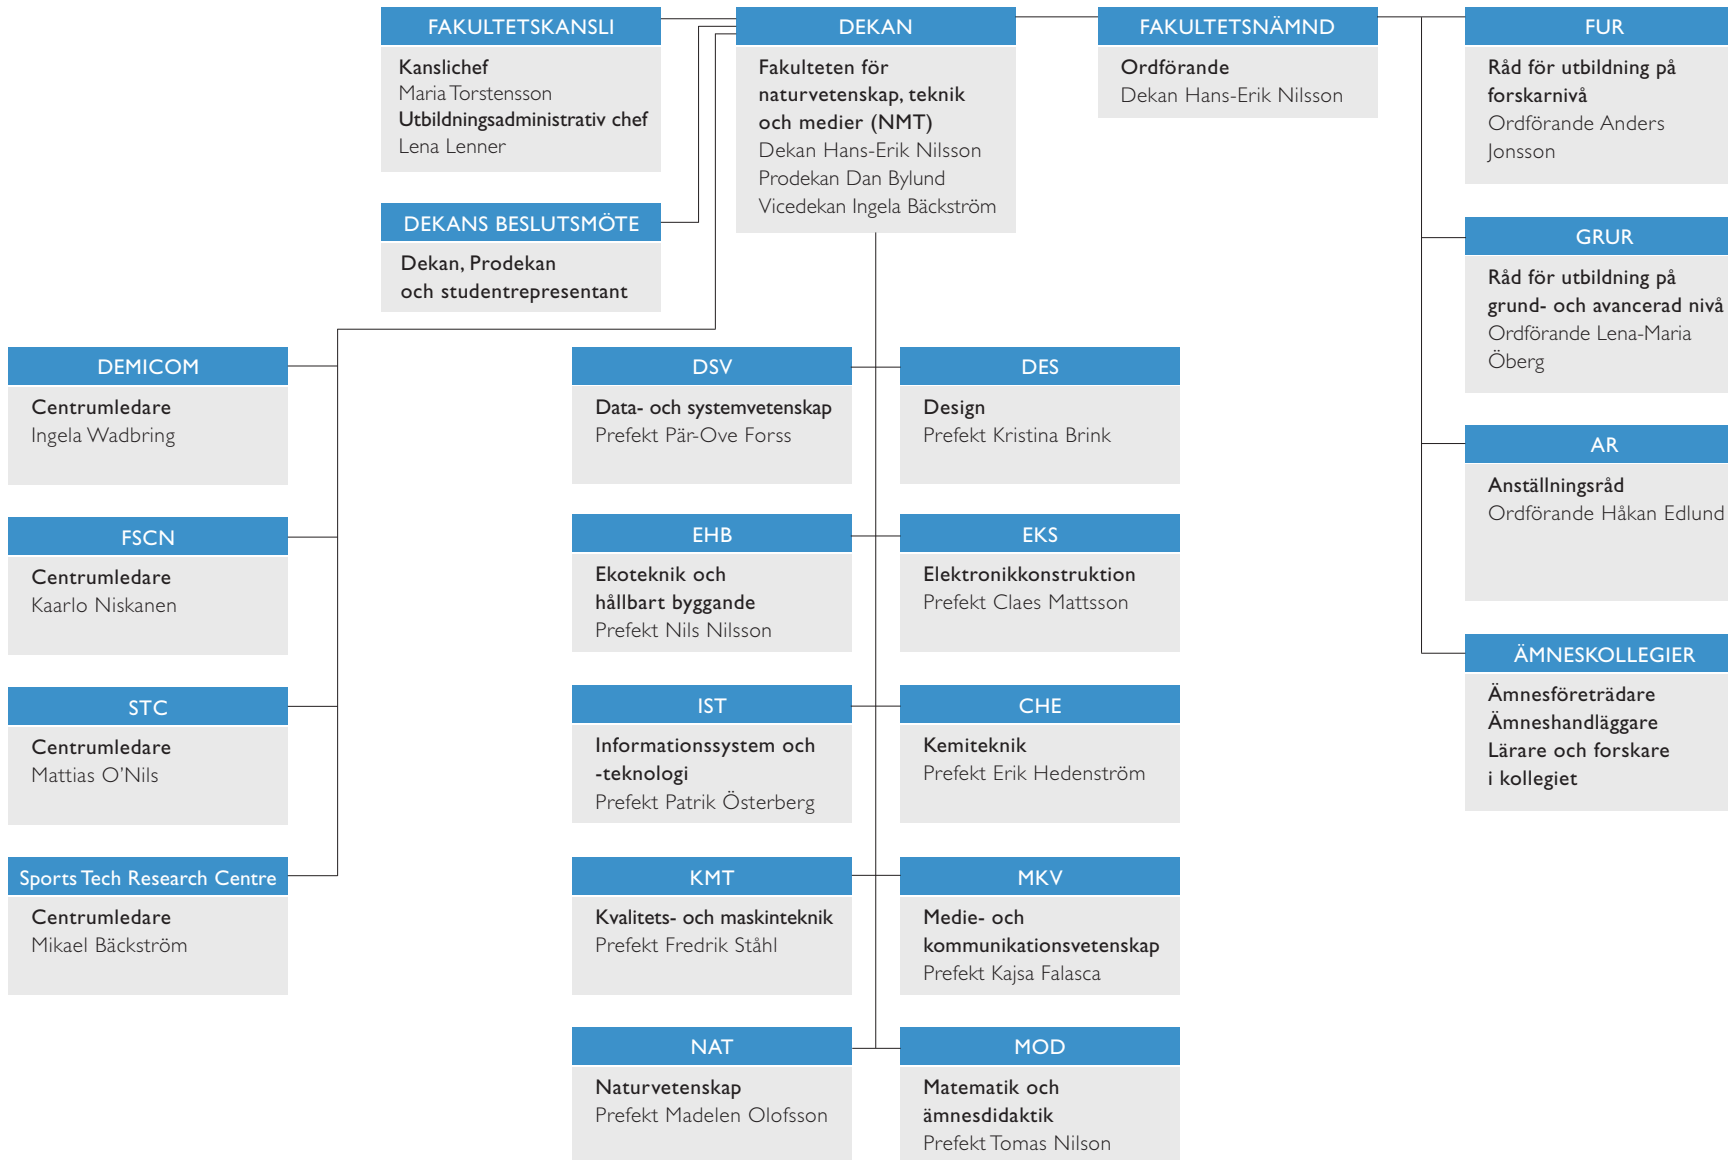 FAKULTETSKANSLI
Kanslichef
Maria Torstensson
Utbildningsadministrativ chef
Lena Lenner
DEKAN
Fakulteten för
naturvetenskap, teknik
och medier (NMT)
Dekan Hans-Erik Nilsson
Prodekan Dan Bylund
Vicedekan Ingela Bäckström
FAKULTETSNÄMND
Ordförande
Dekan Hans-Erik Nilsson
FUR
Råd för utbildning på
forskarnivå
Ordförande Anders
Jonsson
DEKANS BESLUTSMÖTE
Dekan, Prodekan
och studentrepresentant
GRUR
Råd för utbildning på
grund- och avancerad nivå
Ordförande Lena-Maria
Öberg
AR
Anställningsråd
Ordförande Håkan Edlund
ÄMNESKOLLEGIER
Ämnesföreträdare
Ämneshandläggare
Lärare och forskare
i kollegiet
DEMICOM
Centrumledare
Ingela Wadbring
FSCN
Centrumledare
Kaarlo Niskanen
STC
Centrumledare
Mattias O’Nils
Sports Tech Research Centre
Centrumledare
Mikael Bäckström
DSV
Data- och systemvetenskap
Prefekt Pär-Ove Forss
DES
Design
Prefekt Kristina Brink
EHB
Ekoteknik och
hållbart byggande
Prefekt Nils Nilsson
EKS
Elektronikkonstruktion
Prefekt Claes Mattsson
IST
Informationssystem och
-teknologi
Prefekt Patrik Österberg
CHE
Kemiteknik
Prefekt Erik Hedenström
KMT
Kvalitets- och maskinteknik
Prefekt Fredrik Ståhl
MKV
Medie- och
kommunikationsvetenskap
Prefekt Kajsa Falasca
NAT
Naturvetenskap
Prefekt Madelen Olofsson
MOD
Matematik och
ämnesdidaktik
Prefekt Tomas Nilson